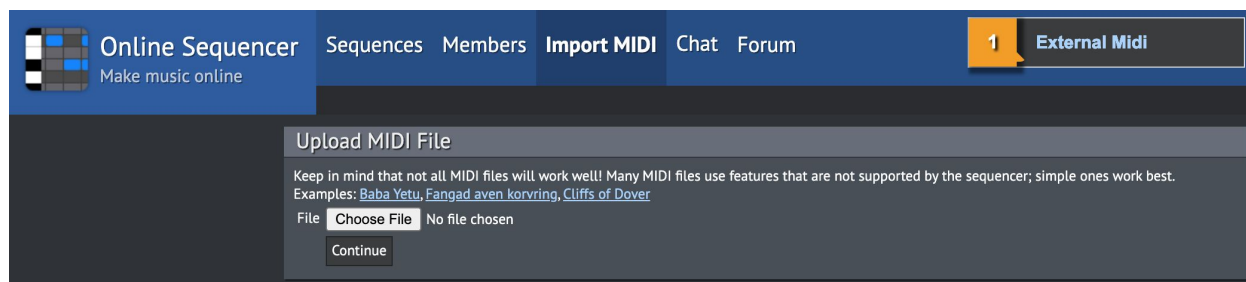 Online Sequencer
Make music online
Sequences Members Import MIDI Chat Forum
1 External Midi
Upload MIDI File
Keep in mind that not all MIDI files will work well! Many MIDI files use features that are not supported by the sequencer; simple ones work best.
Examples: Baba Yetu, Fangad aven korvring, Cliffs of Dover
File Choose File No file chosen
Continue